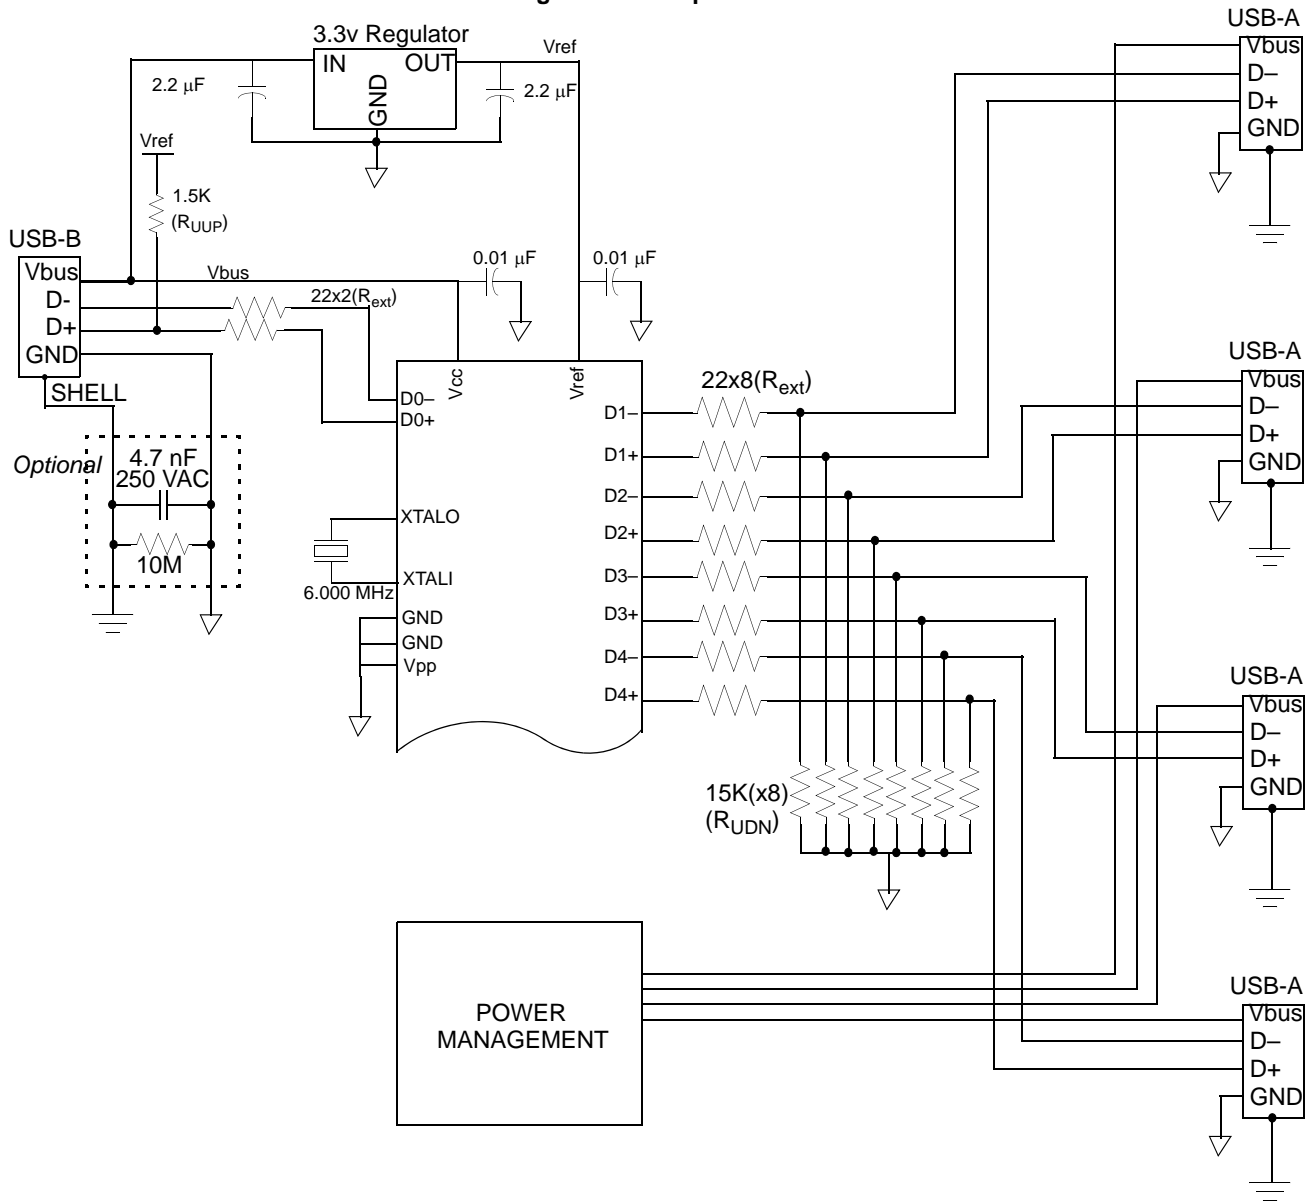 USB-A
3.3v Regulator
IN
OUT
GND
Vref
2.2 µF
2.2 µF
Vbus
D–
D+
GND
Vref
1.5K
(RUUP)
USB-B
Vbus
D-
D+
GND
SHELL
Vbus
22x2(Rext)
0.01 µF
0.01 µF
Optional
4.7 nF
250 VAC
10M
Vcc
Vref
D0–
D0+
XTALO
XTALI
6.000 MHz
GND
GND
Vpp
22x8(Rext)
D1–
D1+
D2–
D2+
D3–
D3+
D4–
D4+
15K(x8)
(RUDN)
USB-A
Vbus
D–
D+
GND
USB-A
Vbus
D–
D+
GND
POWER
MANAGEMENT
USB-A
Vbus
D–
D+
GND